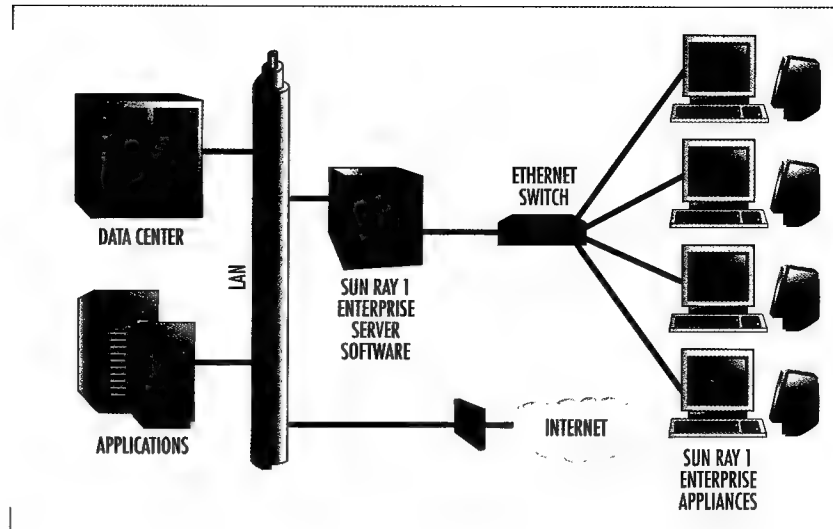 DATA CENTER
APPLICATIONS
LAN
SUN RAY 1
ENTERPRISE
SERVER
SOFTWARE
ETHERNET
SWITCH
INTERNET
SUN RAY 1
ENTERPRISE
APPLIANCES